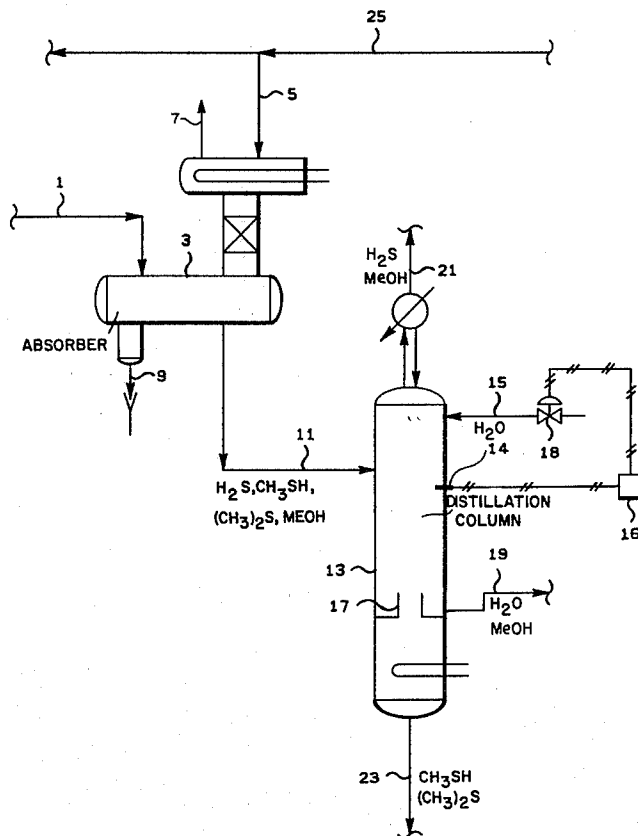 25
5
7
1
3
ABSORBER
9
H₂S
MeOH
21
15
H₂O
18
14
11
H₂S,CH₃SH,
(CH₃)₂S, MEOH
DISTILLATION
COLUMN
16
13
17
19
H₂O
MeOH
23
CH₃SH
(CH₃)₂S